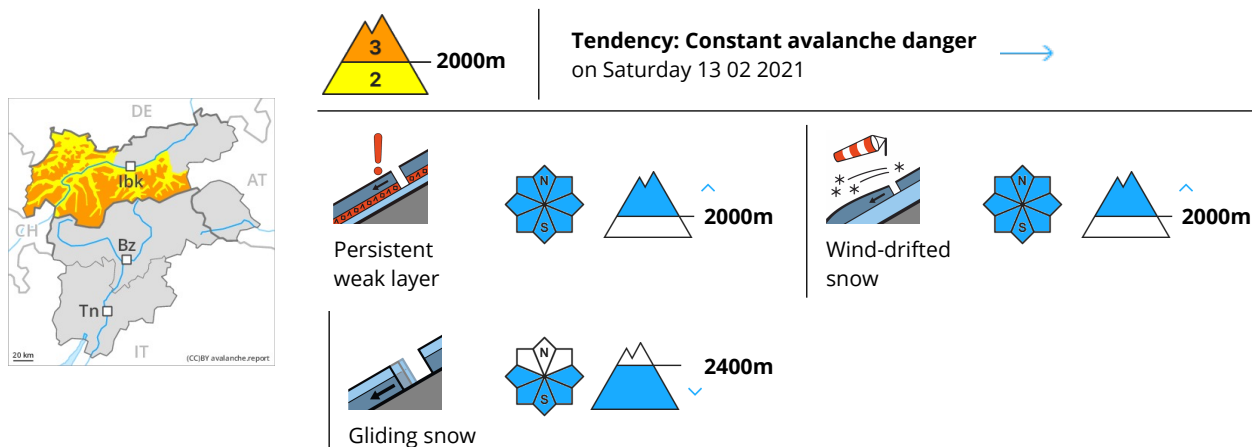 3
2
2000m
Tendency: Constant avalanche danger
on Saturday 13 02 2021
DE
AT
CH
IT
Ibk
Bz
Tn
20 km
(CC)BY avalanche.report
Persistent
weak layer
N
S
2000m
Wind-drifted
snow
N
S
2000m
Gliding snow
N
S
2400m